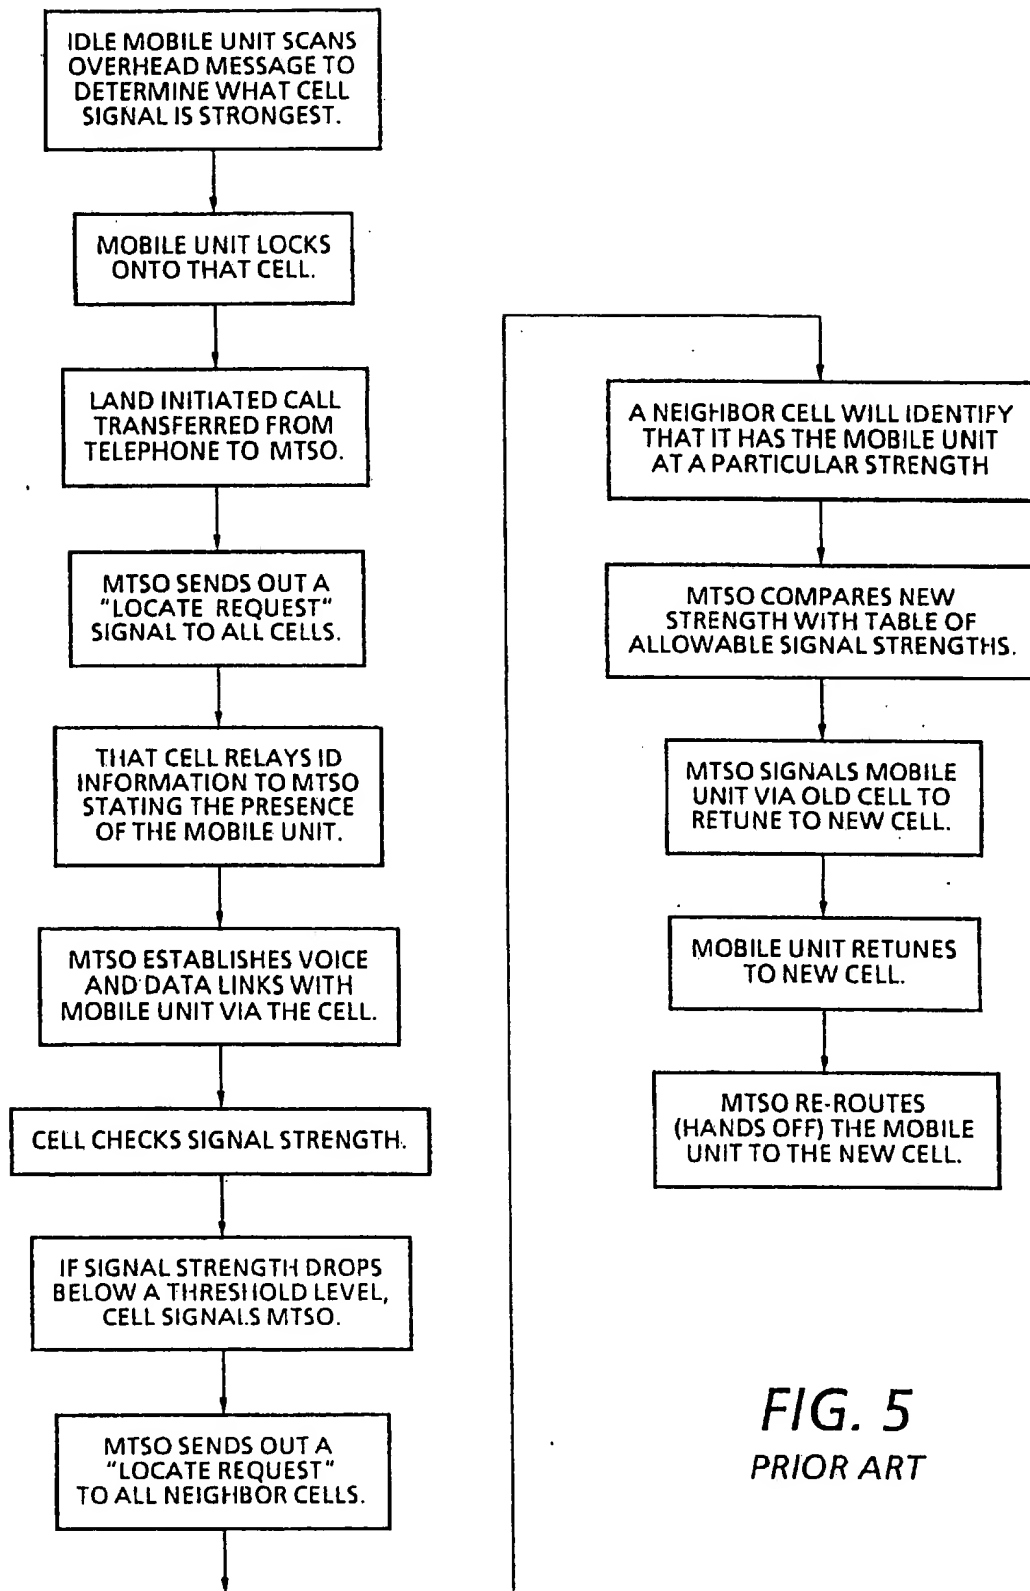 IDLE MOBILE UNIT SCANS
OVERHEAD MESSAGE TO
DETERMINE WHAT CELL
SIGNAL IS STRONGEST.
MOBILE UNIT LOCKS
ONTO THAT CELL.
LAND INITIATED CALL
TRANSFERRED FROM
TELEPHONE TO MTSO.
MTSO SENDS OUT A
"LOCATE REQUEST"
SIGNAL TO ALL CELLS.
THAT CELL RELAYS ID
INFORMATION TO MTSO
STATING THE PRESENCE
OF THE MOBILE UNIT.
MTSO ESTABLISHES VOICE
AND DATA LINKS WITH
MOBILE UNIT VIA THE CELL.
CELL CHECKS SIGNAL STRENGTH.
IF SIGNAL STRENGTH DROPS
BELOW A THRESHOLD LEVEL,
CELL SIGNALS MTSO.
MTSO SENDS OUT A
"LOCATE REQUEST"
TO ALL NEIGHBOR CELLS.
A NEIGHBOR CELL WILL IDENTIFY
THAT IT HAS THE MOBILE UNIT
AT A PARTICULAR STRENGTH
MTSO COMPARES NEW
STRENGTH WITH TABLE OF
ALLOWABLE SIGNAL STRENGTHS.
MTSO SIGNALS MOBILE
UNIT VIA OLD CELL TO
RETUNE TO NEW CELL.
MOBILE UNIT RETUNES
TO NEW CELL.
MTSO RE-ROUTES
(HANDS OFF) THE MOBILE
UNIT TO THE NEW CELL.
FIG. 5
PRIOR ART